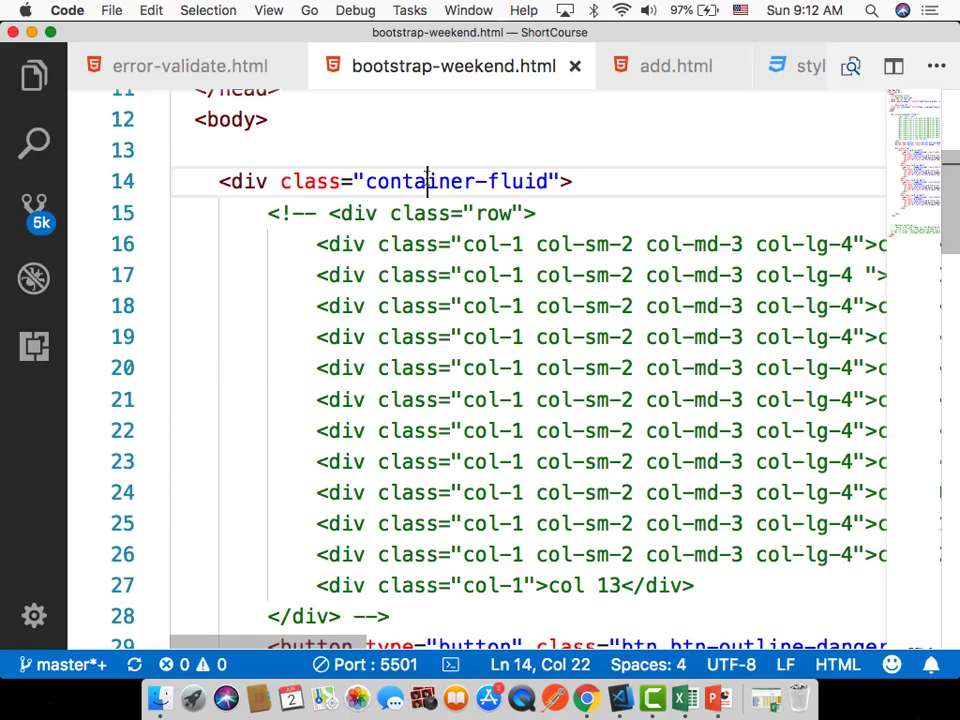 Code File Edit Selection View Go Debug Tasks Window Help 97% Sun 9:12 AM
bootstrap-weekend.html — ShortCourse
error-validate.html bootstrap-weekend.html × add.html styl
11 </head>
12 <body>
13
14 <div class="container-fluid">
15 <!-- <div class="row">
16 <div class="col-1 col-sm-2 col-md-3 col-lg-4">c
17 <div class="col-1 col-sm-2 col-md-3 col-lg-4 ">
18 <div class="col-1 col-sm-2 col-md-3 col-lg-4">c
19 <div class="col-1 col-sm-2 col-md-3 col-lg-4">c
20 <div class="col-1 col-sm-2 col-md-3 col-lg-4">c
21 <div class="col-1 col-sm-2 col-md-3 col-lg-4">c
22 <div class="col-1 col-sm-2 col-md-3 col-lg-4">c
23 <div class="col-1 col-sm-2 col-md-3 col-lg-4">c
24 <div class="col-1 col-sm-2 col-md-3 col-lg-4">c
25 <div class="col-1 col-sm-2 col-md-3 col-lg-4">c
26 <div class="col-1 col-sm-2 col-md-3 col-lg-4">c
27 <div class="col-1">col 13</div>
28 </div> -->
29 <button type="button" class="btn btn-outline-danger
5k
master*+ 0 0 Port : 5501 Ln 14, Col 22 Spaces: 4 UTF-8 LF HTML